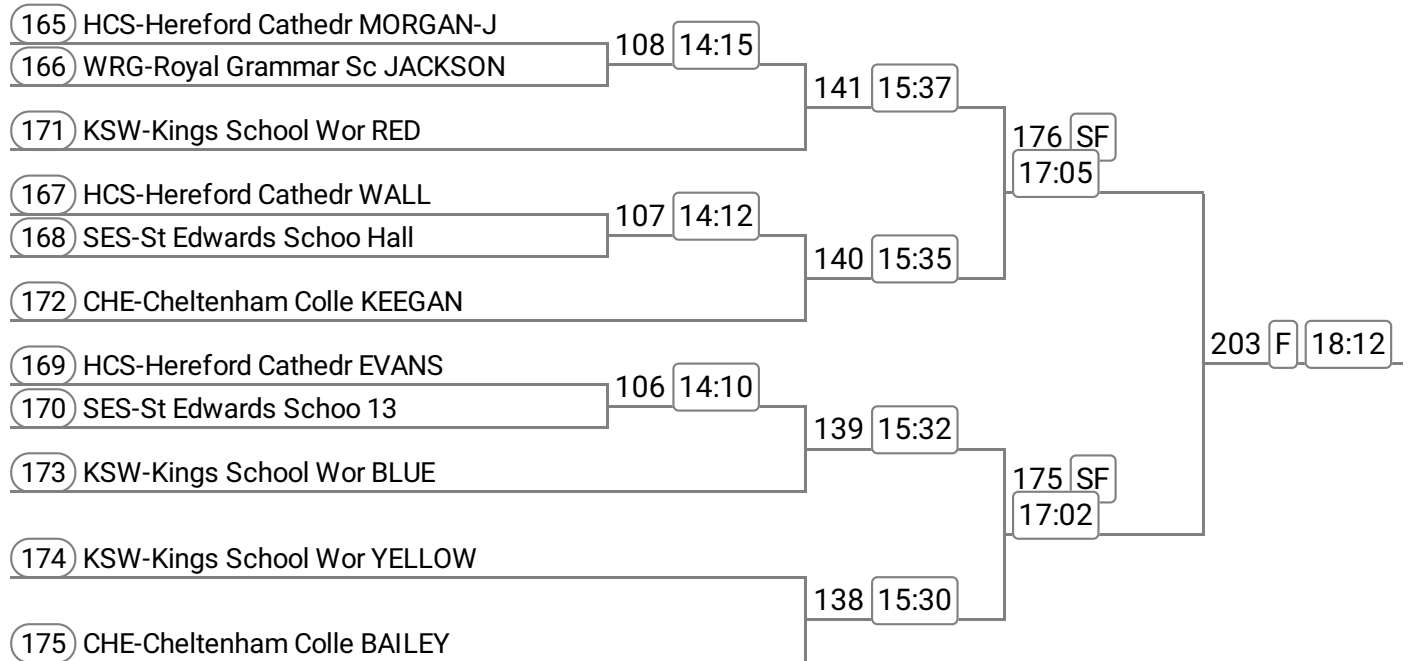 165 HCS-Hereford Cathedr MORGAN-J
108 14:15
166 WRG-Royal Grammar Sc JACKSON
141 15:37
171 KSW-Kings School Wor RED
176 SF
17:05
167 HCS-Hereford Cathedr WALL
107 14:12
168 SES-St Edwards Schoo Hall
140 15:35
172 CHE-Cheltenham Colle KEEGAN
203 F 18:12
169 HCS-Hereford Cathedr EVANS
106 14:10
170 SES-St Edwards Schoo 13
139 15:32
173 KSW-Kings School Wor BLUE
175 SF
17:02
174 KSW-Kings School Wor YELLOW
138 15:30
175 CHE-Cheltenham Colle BAILEY